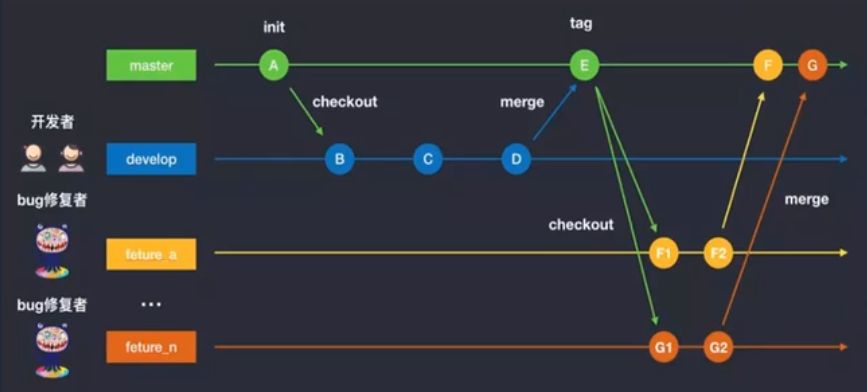 init
tag
master
A
E
F
G
checkout
merge
开发者
develop
B
C
D
bug修复者
merge
checkout
feture_a
F1
F2
bug修复者
...
feture_n
G1
G2